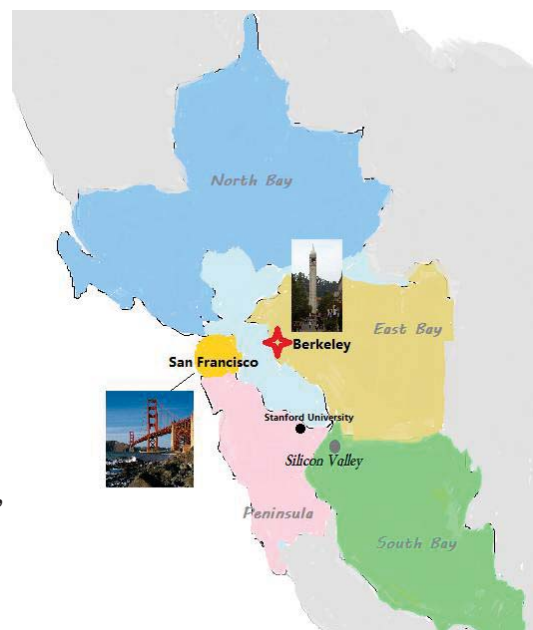 North Bay
East Bay
Berkeley
San Francisco
Stanford University
Silicon Valley
,
Peninsula
South Bay